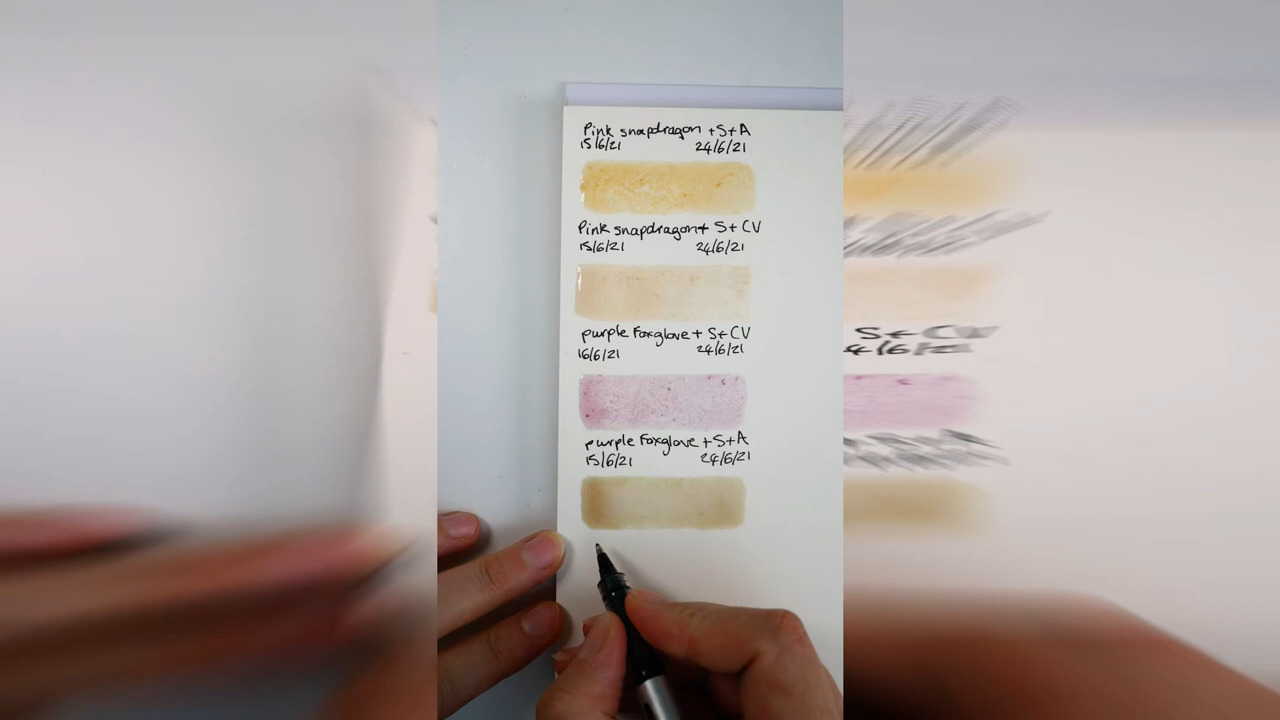 Pink snapdragon +S+A
15/6/21 24/6/21
Pink snapdragon+ S+ CV
15/6/21 24/6/21
purple Foxglove + S+CV
16/6/21 24/6/21
purple Foxglove +S+A
15/6/21 24/6/21